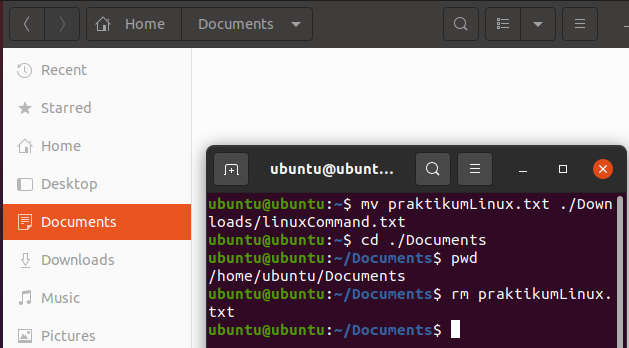 Home Documents
Recent
Starred
Home
Desktop
Documents
Downloads
Music
Pictures
ubuntu@ubunt...
ubuntu@ubuntu:~$ mv praktikumLinux.txt ./Down
loads/linuxCommand.txt
ubuntu@ubuntu:~$ cd ./Documents
ubuntu@ubuntu:~/Documents$ pwd
/home/ubuntu/Documents
ubuntu@ubuntu:~/Documents$ rm praktikumLinux.
txt
ubuntu@ubuntu:~/Documents$